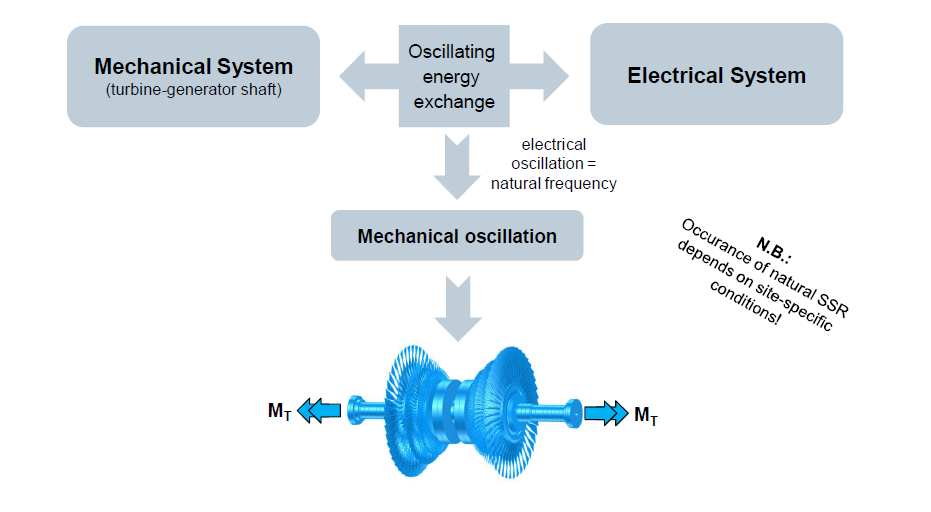 Mechanical System
(turbine-generator shaft)
Oscillating
energy
exchange
Electrical System
electrical
oscillation =
natural frequency
Mechanical oscillation
N.B.:
Occurance of natural SSR
depends on site-specific
conditions!
MT
MT